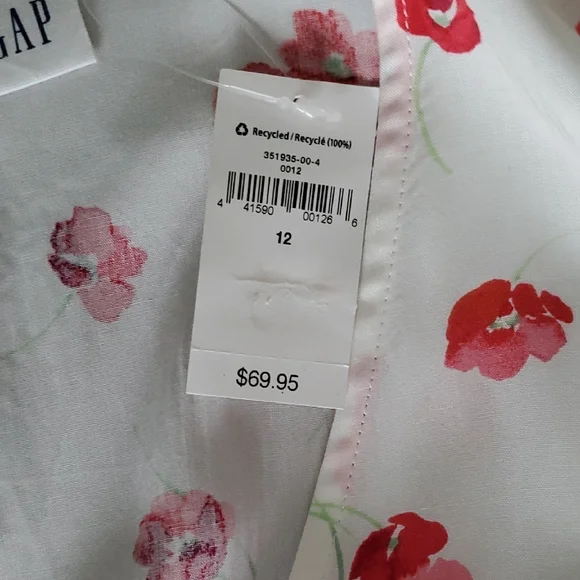 GAP
Recycled / Recyclé (100%)
351935-00-4
0012
4 41590 00126 6
12
$69.95